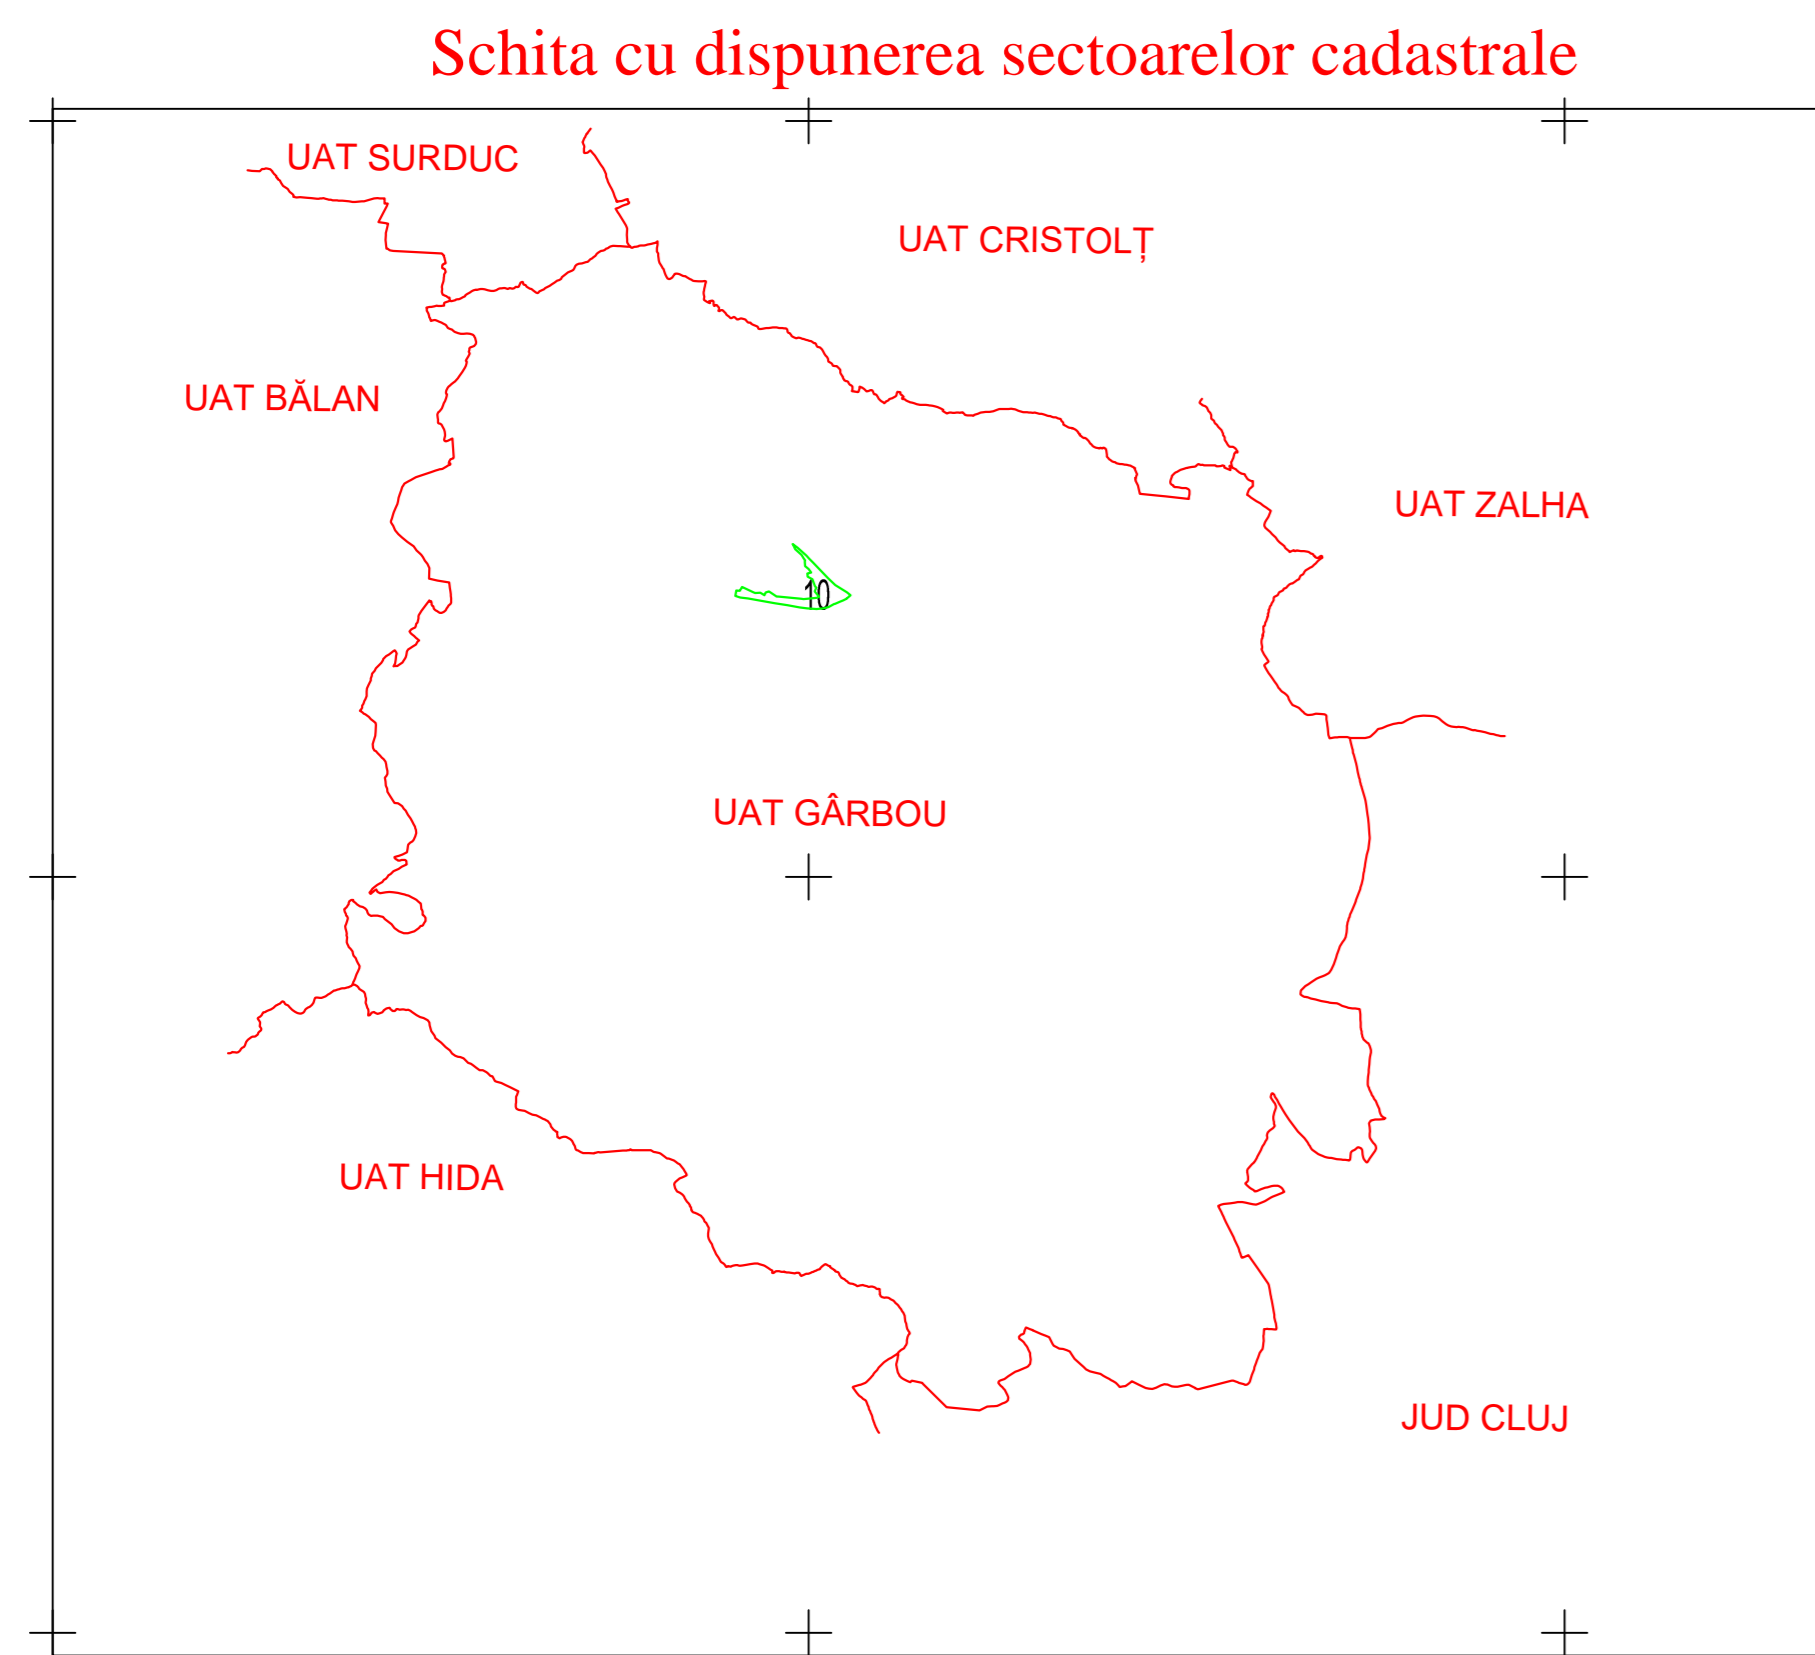 Schita cu dispunerea sectoarelor cadastrale
UAT SURDUC
UAT CRISTOLȚ
UAT BĂLAN
UAT ZALHA
10
UAT GÂRBOU
UAT HIDA
JUD CLUJ